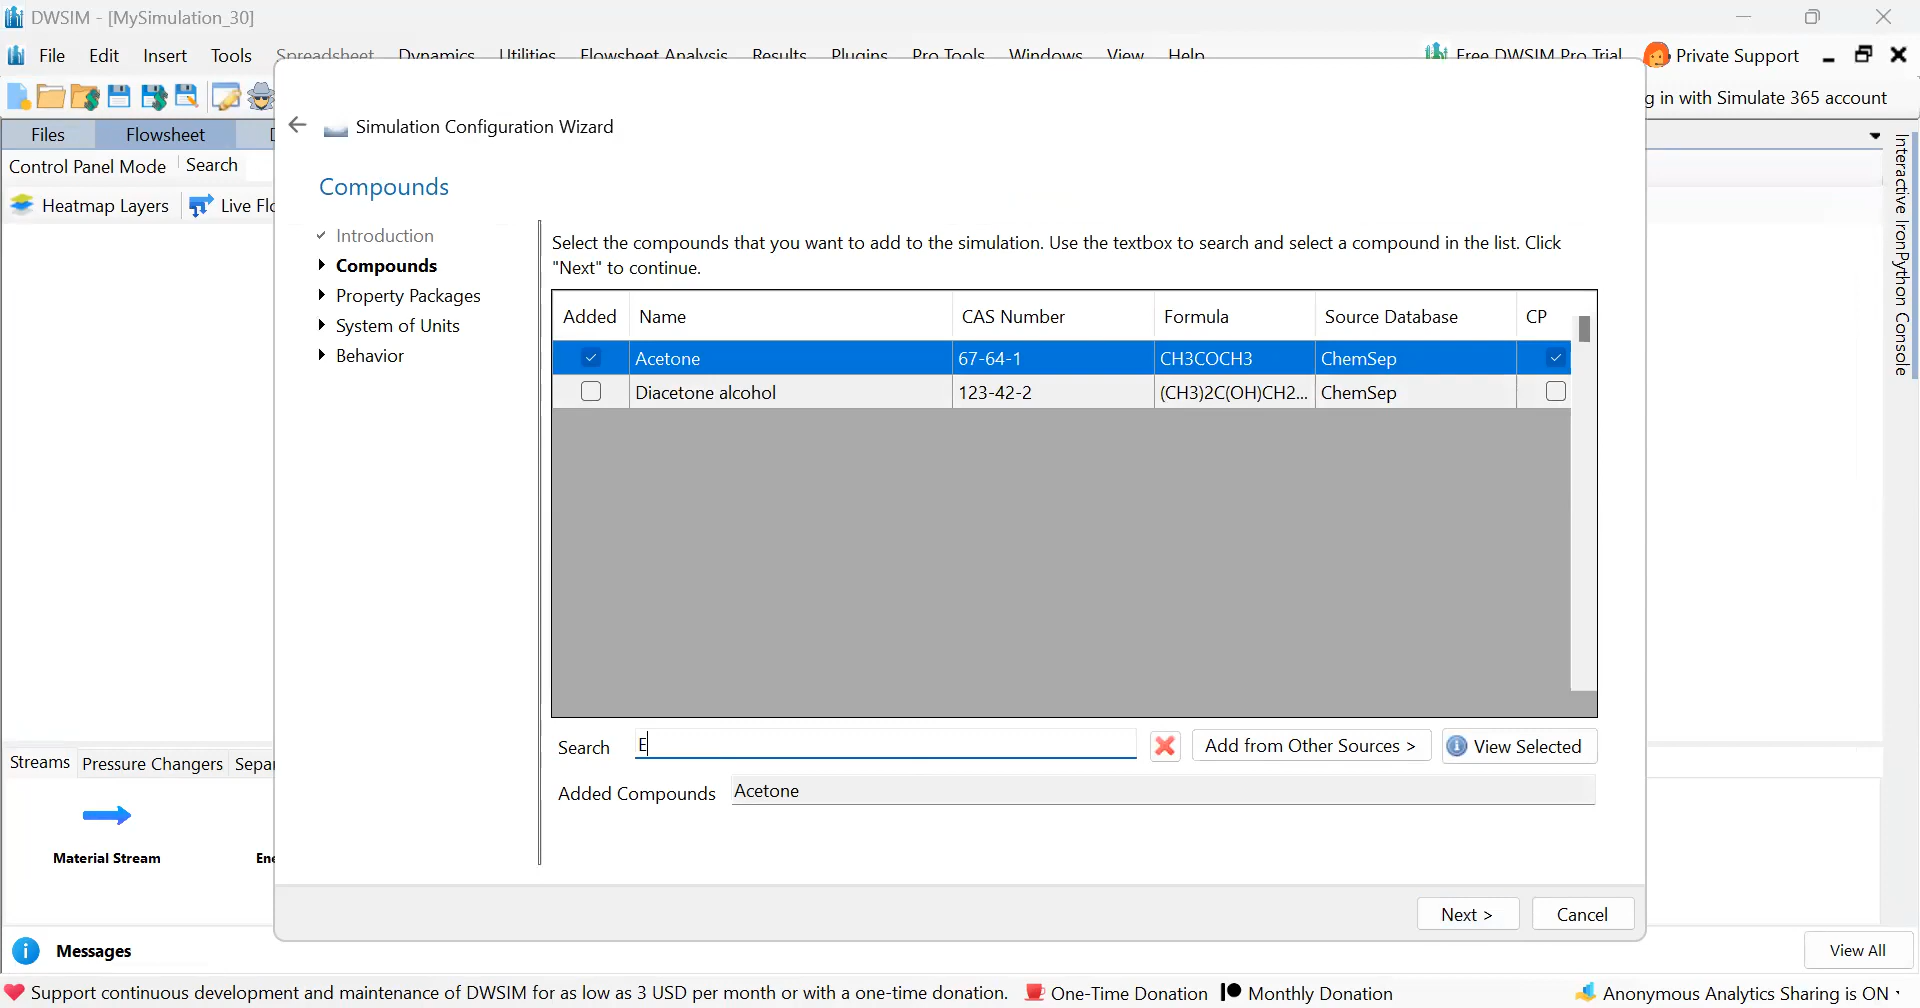 DWSIM - [MySimulation_30]
File Edit Insert Tools Spreadsheet Dynamics Utilities Flowsheet Analysis Results Plugins Pro Tools Windows View Help Free DWSIM Pro Trial Private Support
g in with Simulate 365 account
Files Flowsheet
Control Panel Mode Search
Heatmap Layers Live Flo
Simulation Configuration Wizard
Compounds
Introduction
Compounds
Property Packages
System of Units
Behavior
Select the compounds that you want to add to the simulation. Use the textbox to search and select a compound in the list. Click
"Next" to continue.
Added Name CAS Number Formula Source Database CP
Acetone 67-64-1 CH3COCH3 ChemSep
Diacetone alcohol 123-42-2 (CH3)2C(OH)CH2... ChemSep
Search E Add from Other Sources > View Selected
Added Compounds Acetone
Next > Cancel
Interactive IronPython Console
Streams Pressure Changers Separ
Material Stream Ene
Messages View All
Support continuous development and maintenance of DWSIM for as low as 3 USD per month or with a one-time donation. One-Time Donation Monthly Donation Anonymous Analytics Sharing is ON